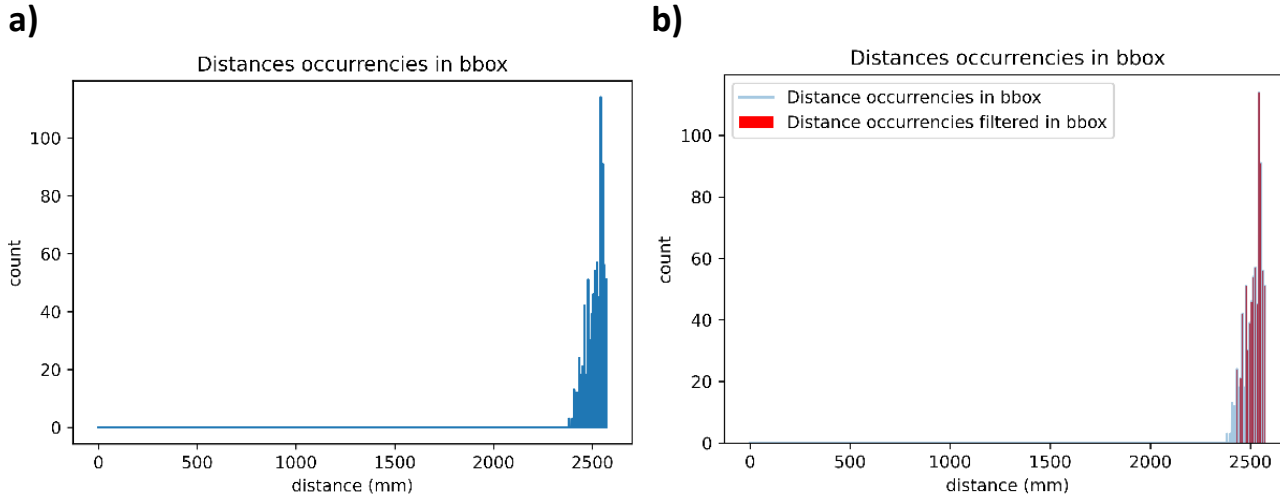 a)
Distances occurrencies in bbox
count
100
80
60
40
20
0
0 500 1000 1500 2000 2500
distance (mm)
b)
Distances occurrencies in bbox
Distance occurrencies in bbox
Distance occurrencies filtered in bbox
count
100
80
60
40
20
0
0 500 1000 1500 2000 2500
distance (mm)